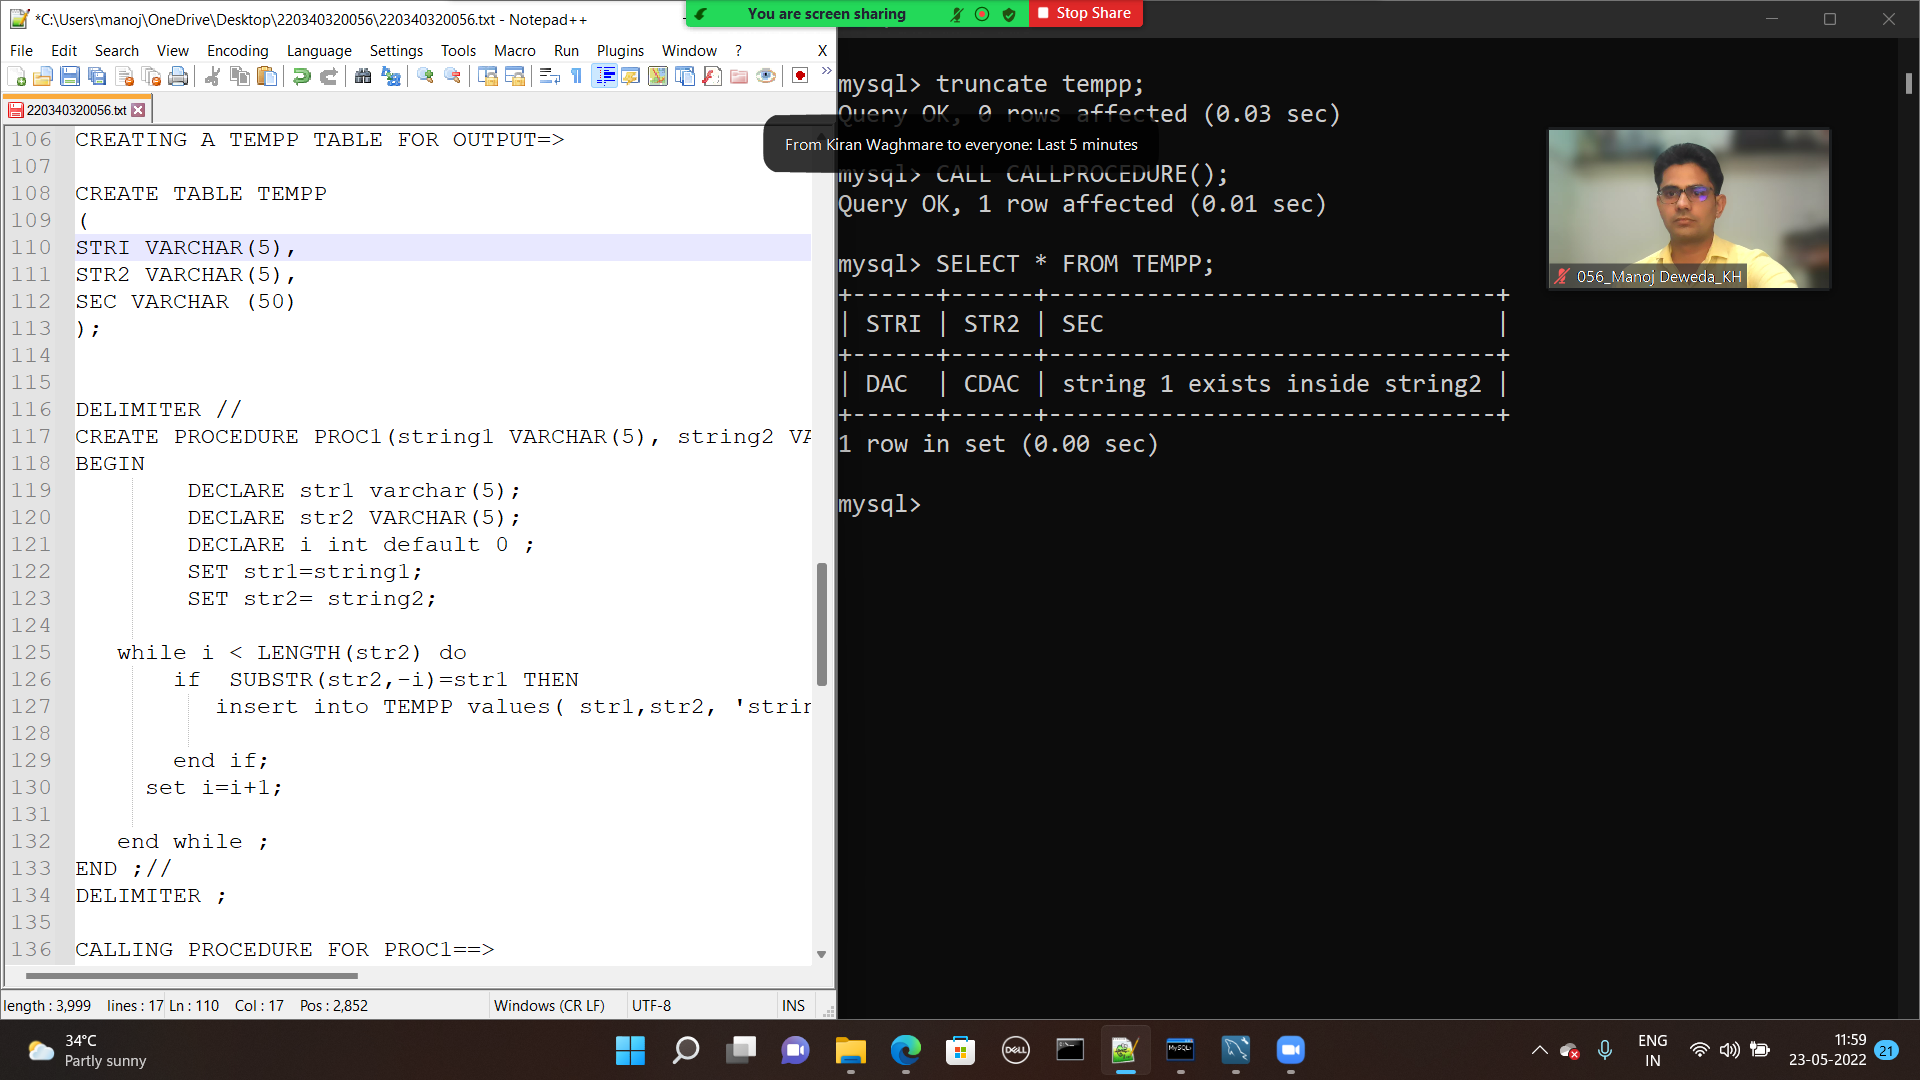 *C:\Users\manoj\OneDrive\Desktop\220340320056\220340320056.txt - Notepad++
File Edit Search View Encoding Language Settings Tools Macro Run Plugins Window ? X
220340320056.txt
106 CREATING A TEMPP TABLE FOR OUTPUT=>
107
108 CREATE TABLE TEMPP
109 (
110 STRI VARCHAR(5),
111 STR2 VARCHAR(5),
112 SEC VARCHAR (50)
113 );
114
115
116 DELIMITER //
117 CREATE PROCEDURE PROC1(string1 VARCHAR(5), string2 VA
118 BEGIN
119 DECLARE str1 varchar(5);
120 DECLARE str2 VARCHAR(5);
121 DECLARE i int default 0 ;
122 SET str1=string1;
123 SET str2= string2;
124
125 while i < LENGTH(str2) do
126 if SUBSTR(str2,-i)=str1 THEN
127 insert into TEMPP values( str1,str2, 'strin
128
129 end if;
130 set i=i+1;
131
132 end while ;
133 END ;//
134 DELIMITER ;
135
136 CALLING PROCEDURE FOR PROC1==>
length : 3,999 lines : 17 Ln : 110 Col : 17 Pos : 2,852 Windows (CR LF) UTF-8 INS
You are screen sharing Stop Share
From Kiran Waghmare to everyone: Last 5 minutes
mysql> truncate tempp;
Query OK, 0 rows affected (0.03 sec)
mysql> CALL CALLPROCEDURE();
Query OK, 1 row affected (0.01 sec)
mysql> SELECT * FROM TEMPP;
+------+------+--------------------------------+
| STRI | STR2 | SEC |
+------+------+--------------------------------+
| DAC | CDAC | string 1 exists inside string2 |
+------+------+--------------------------------+
1 row in set (0.00 sec)
mysql>
056_Manoj Deweda_KH
34°C
Partly sunny
DELL
MySQL
ENG
IN
11:59
23-05-2022
21